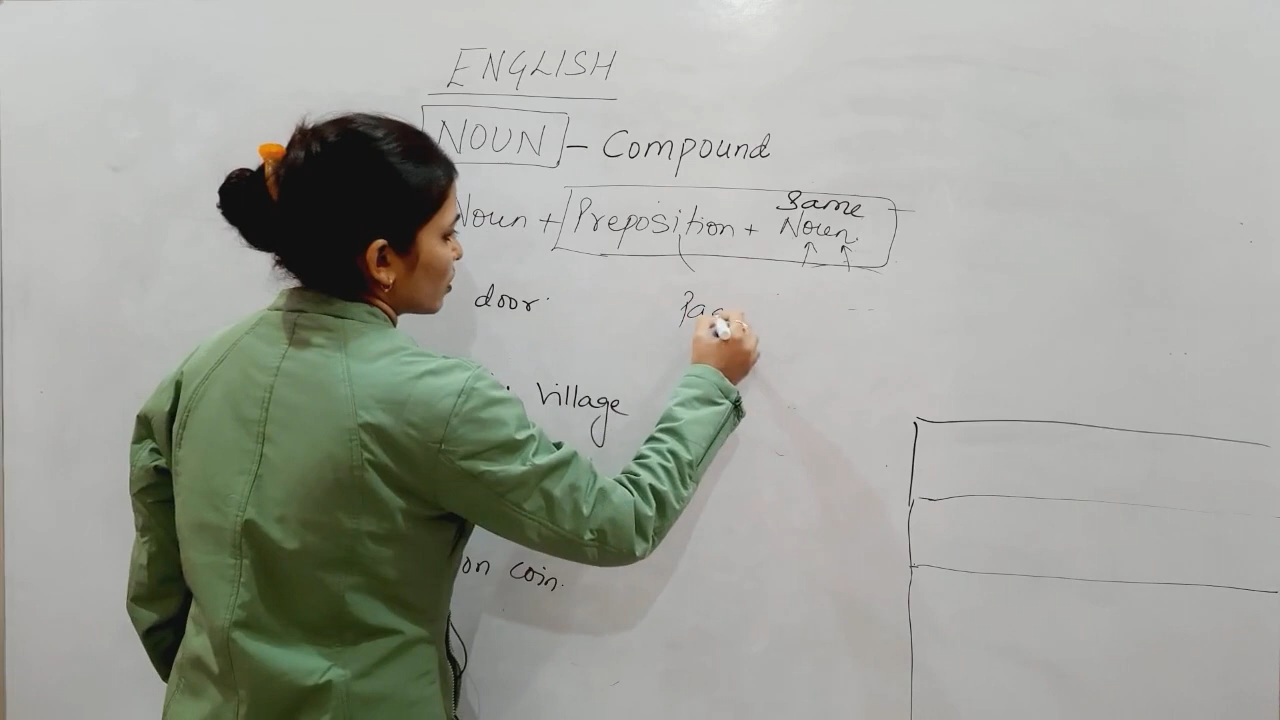 ENGLISH
NOUN - Compound
Noun + Preposition + Same Noun
door.
village
on coin.